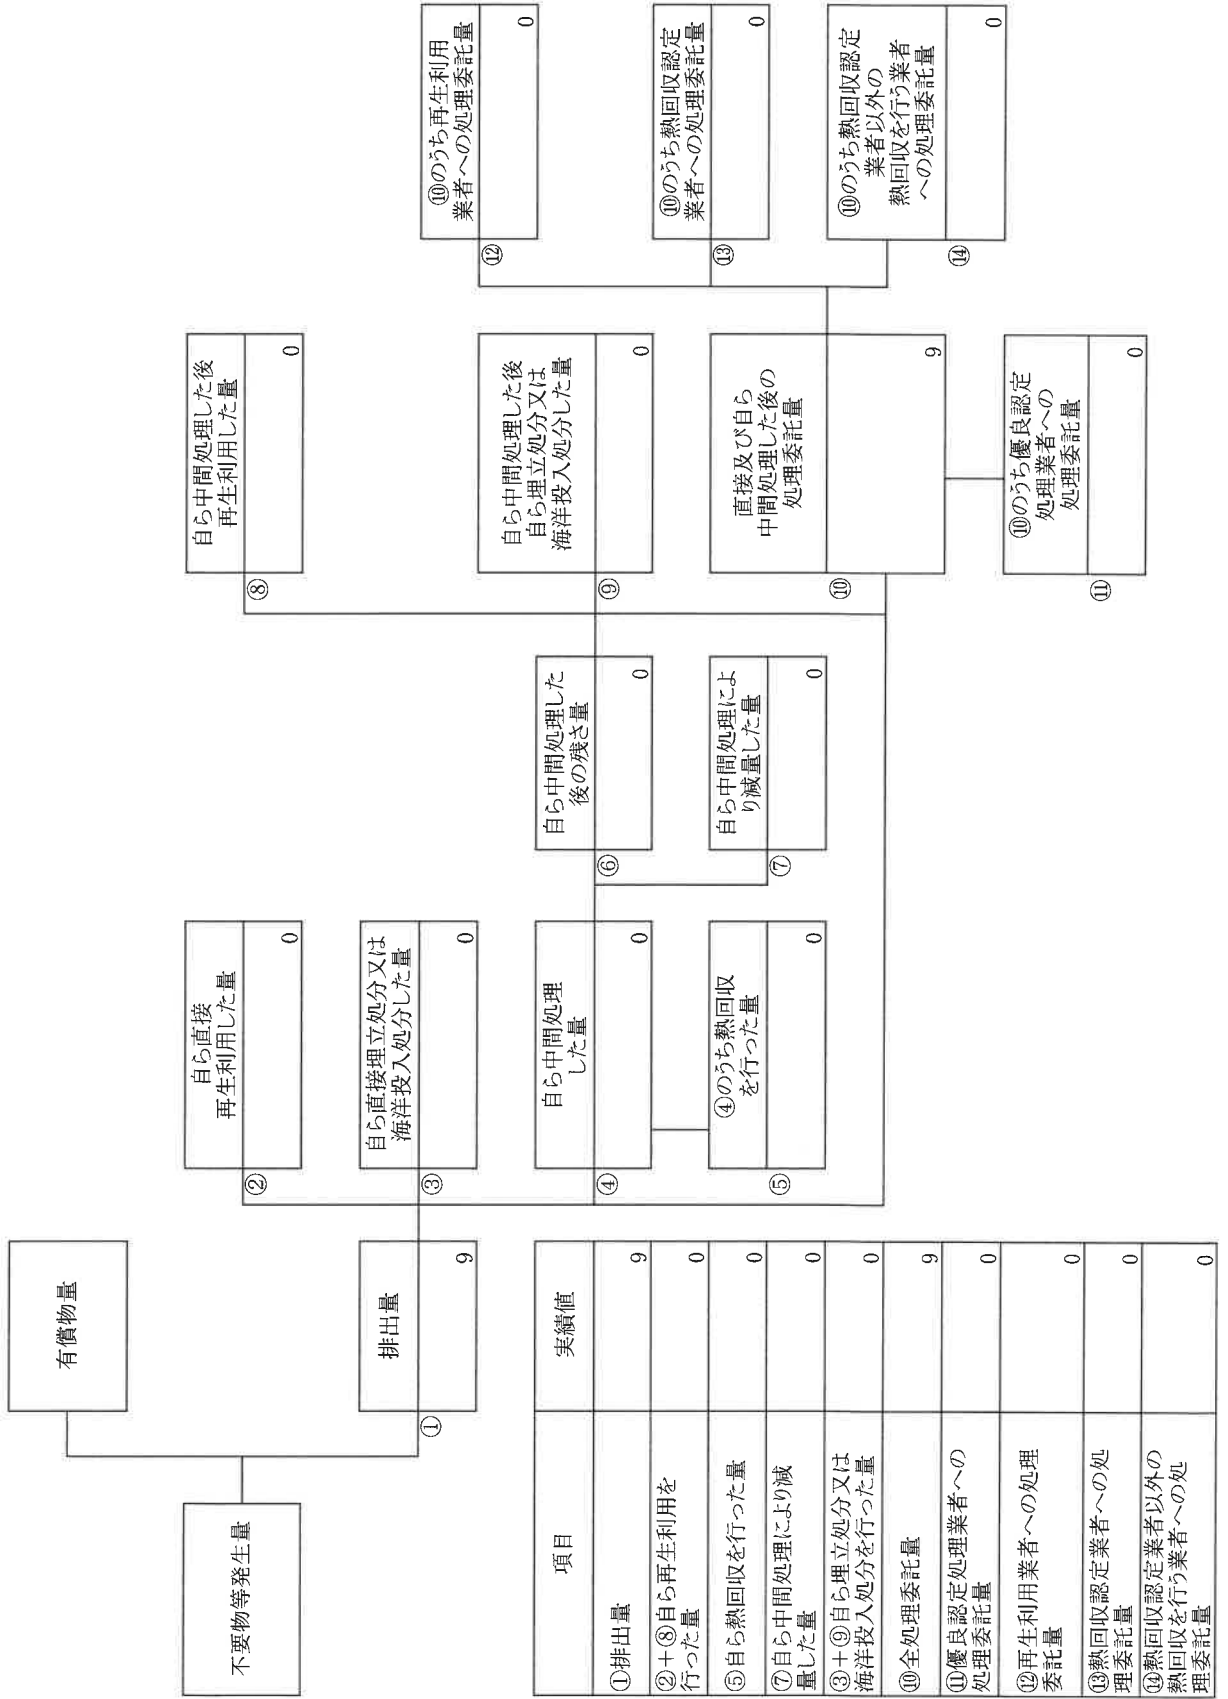 不要物等発生量
有償物量
①
排出量
9
②
自ら直接
再生利用した量
0
③
自ら直接埋立処分又は
海洋投入処分した量
0
④
自ら中間処理
した量
0
⑤
④のうち熱回収
を行った量
0
⑥
自ら中間処理した
後の残さ量
0
⑦
自ら中間処理によ
り減量した量
0
⑧
自ら中間処理した後
再生利用した量
0
⑨
自ら中間処理した後
自ら埋立処分又は
海洋投入処分した量
0
⑩
直接及び自ら
中間処理した後の
処理委託量
9
⑪
⑩のうち優良認定
処理業者への
処理委託量
0
⑫
⑩のうち再生利用
業者への処理委託量
0
⑬
⑩のうち熱回収認定
業者への処理委託量
0
⑭
⑩のうち熱回収認定
業者以外の
熱回収を行う業者
への処理委託量
0
項目
実績値
①排出量
9
②+⑧自ら再生利用を
行った量
0
⑤自ら熱回収を行った量
0
⑦自ら中間処理により減
量した量
0
③+⑨自ら埋立処分又は
海洋投入処分を行った量
0
⑩全処理委託量
9
⑪優良認定処理業者への
処理委託量
0
⑫再生利用業者への処理
委託量
0
⑬熱回収認定業者への処
理委託量
0
⑭熱回収認定業者以外の
熱回収を行う業者への処
理委託量
0